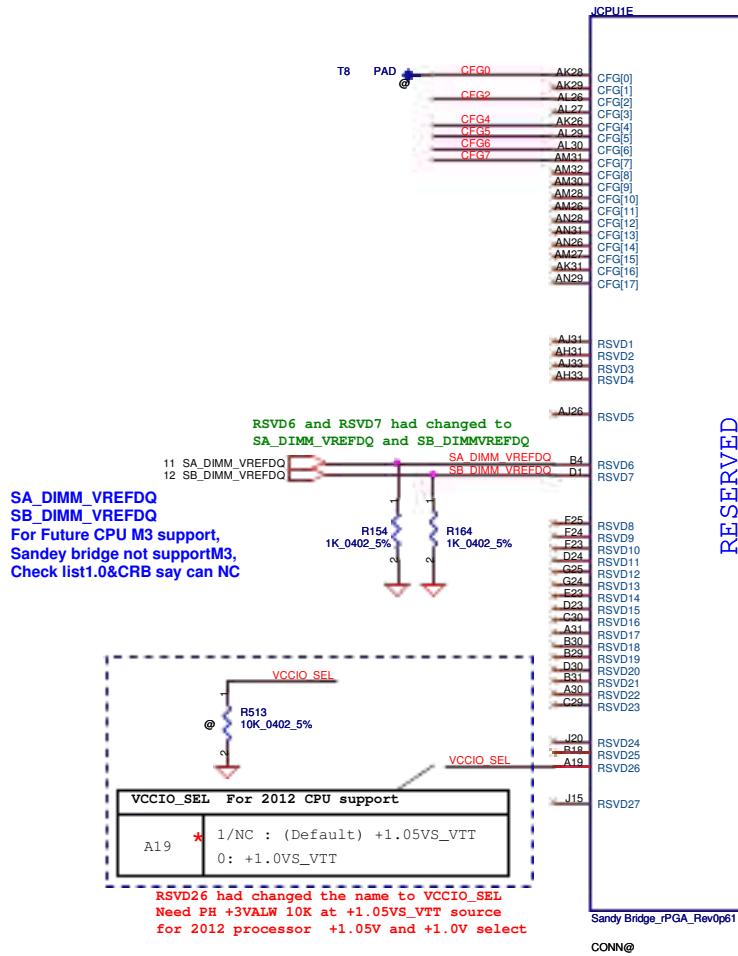 JCPU1E
T8 PAD
@
CFG0 AK28 CFG[0]
AK29 CFG[1]
CFG2 AL26 CFG[2]
AL27 CFG[3]
CFG4 AK26 CFG[4]
CFG5 AL29 CFG[5]
CFG6 AL30 CFG[6]
CFG7 AM31 CFG[7]
AM32 CFG[8]
AM30 CFG[9]
AM28 CFG[10]
AM26 CFG[11]
AN28 CFG[12]
AN31 CFG[13]
AN26 CFG[14]
AM27 CFG[15]
AK31 CFG[16]
AN29 CFG[17]
AJ31 RSVD1
AH31 RSVD2
AJ33 RSVD3
AH33 RSVD4
AJ26 RSVD5
RESERVED
RSVD6 and RSVD7 had changed to
SA_DIMM_VREFDQ and SB_DIMMVREFDQ
11 SA_DIMM_VREFDQ SA_DIMM_VREFDQ B4 RSVD6
12 SB_DIMM_VREFDQ SB_DIMM_VREFDQ D1 RSVD7
SA_DIMM_VREFDQ
SB_DIMM_VREFDQ
For Future CPU M3 support,
Sandey bridge not supportM3,
Check list1.0&CRB say can NC
1 1
R154 R164
1K_0402_5% 1K_0402_5%
2 2
F25 RSVD8
F24 RSVD9
F23 RSVD10
D24 RSVD11
G25 RSVD12
G24 RSVD13
E23 RSVD14
D23 RSVD15
C30 RSVD16
A31 RSVD17
B30 RSVD18
B29 RSVD19
D30 RSVD20
B31 RSVD21
A30 RSVD22
C29 RSVD23
J20 RSVD24
B18 RSVD25
VCCIO_SEL A19 RSVD26
J15 RSVD27
VCCIO_SEL
1
R513
@ 10K_0402_5%
2
VCCIO_SEL For 2012 CPU support
A19 * 1/NC : (Default) +1.05VS_VTT
0: +1.0VS_VTT
RSVD26 had changed the name to VCCIO_SEL
Need PH +3VALW 10K at +1.05VS_VTT source
for 2012 processor +1.05V and +1.0V select
Sandy Bridge_rPGA_Rev0p61
CONN@